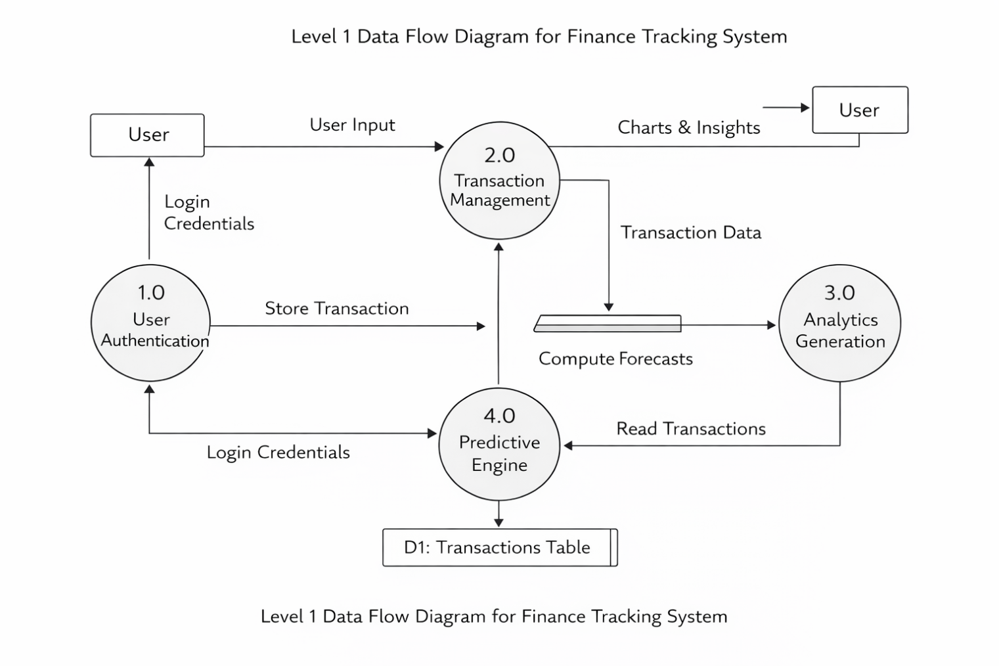 Level 1 Data Flow Diagram for Finance Tracking System
User
User Input
2.0
Transaction
Management
Charts & Insights
User
Login
Credentials
Transaction Data
1.0
User
Authentication
Store Transaction
Compute Forecasts
3.0
Analytics
Generation
4.0
Predictive
Engine
Login Credentials
Read Transactions
D1: Transactions Table
Level 1 Data Flow Diagram for Finance Tracking System